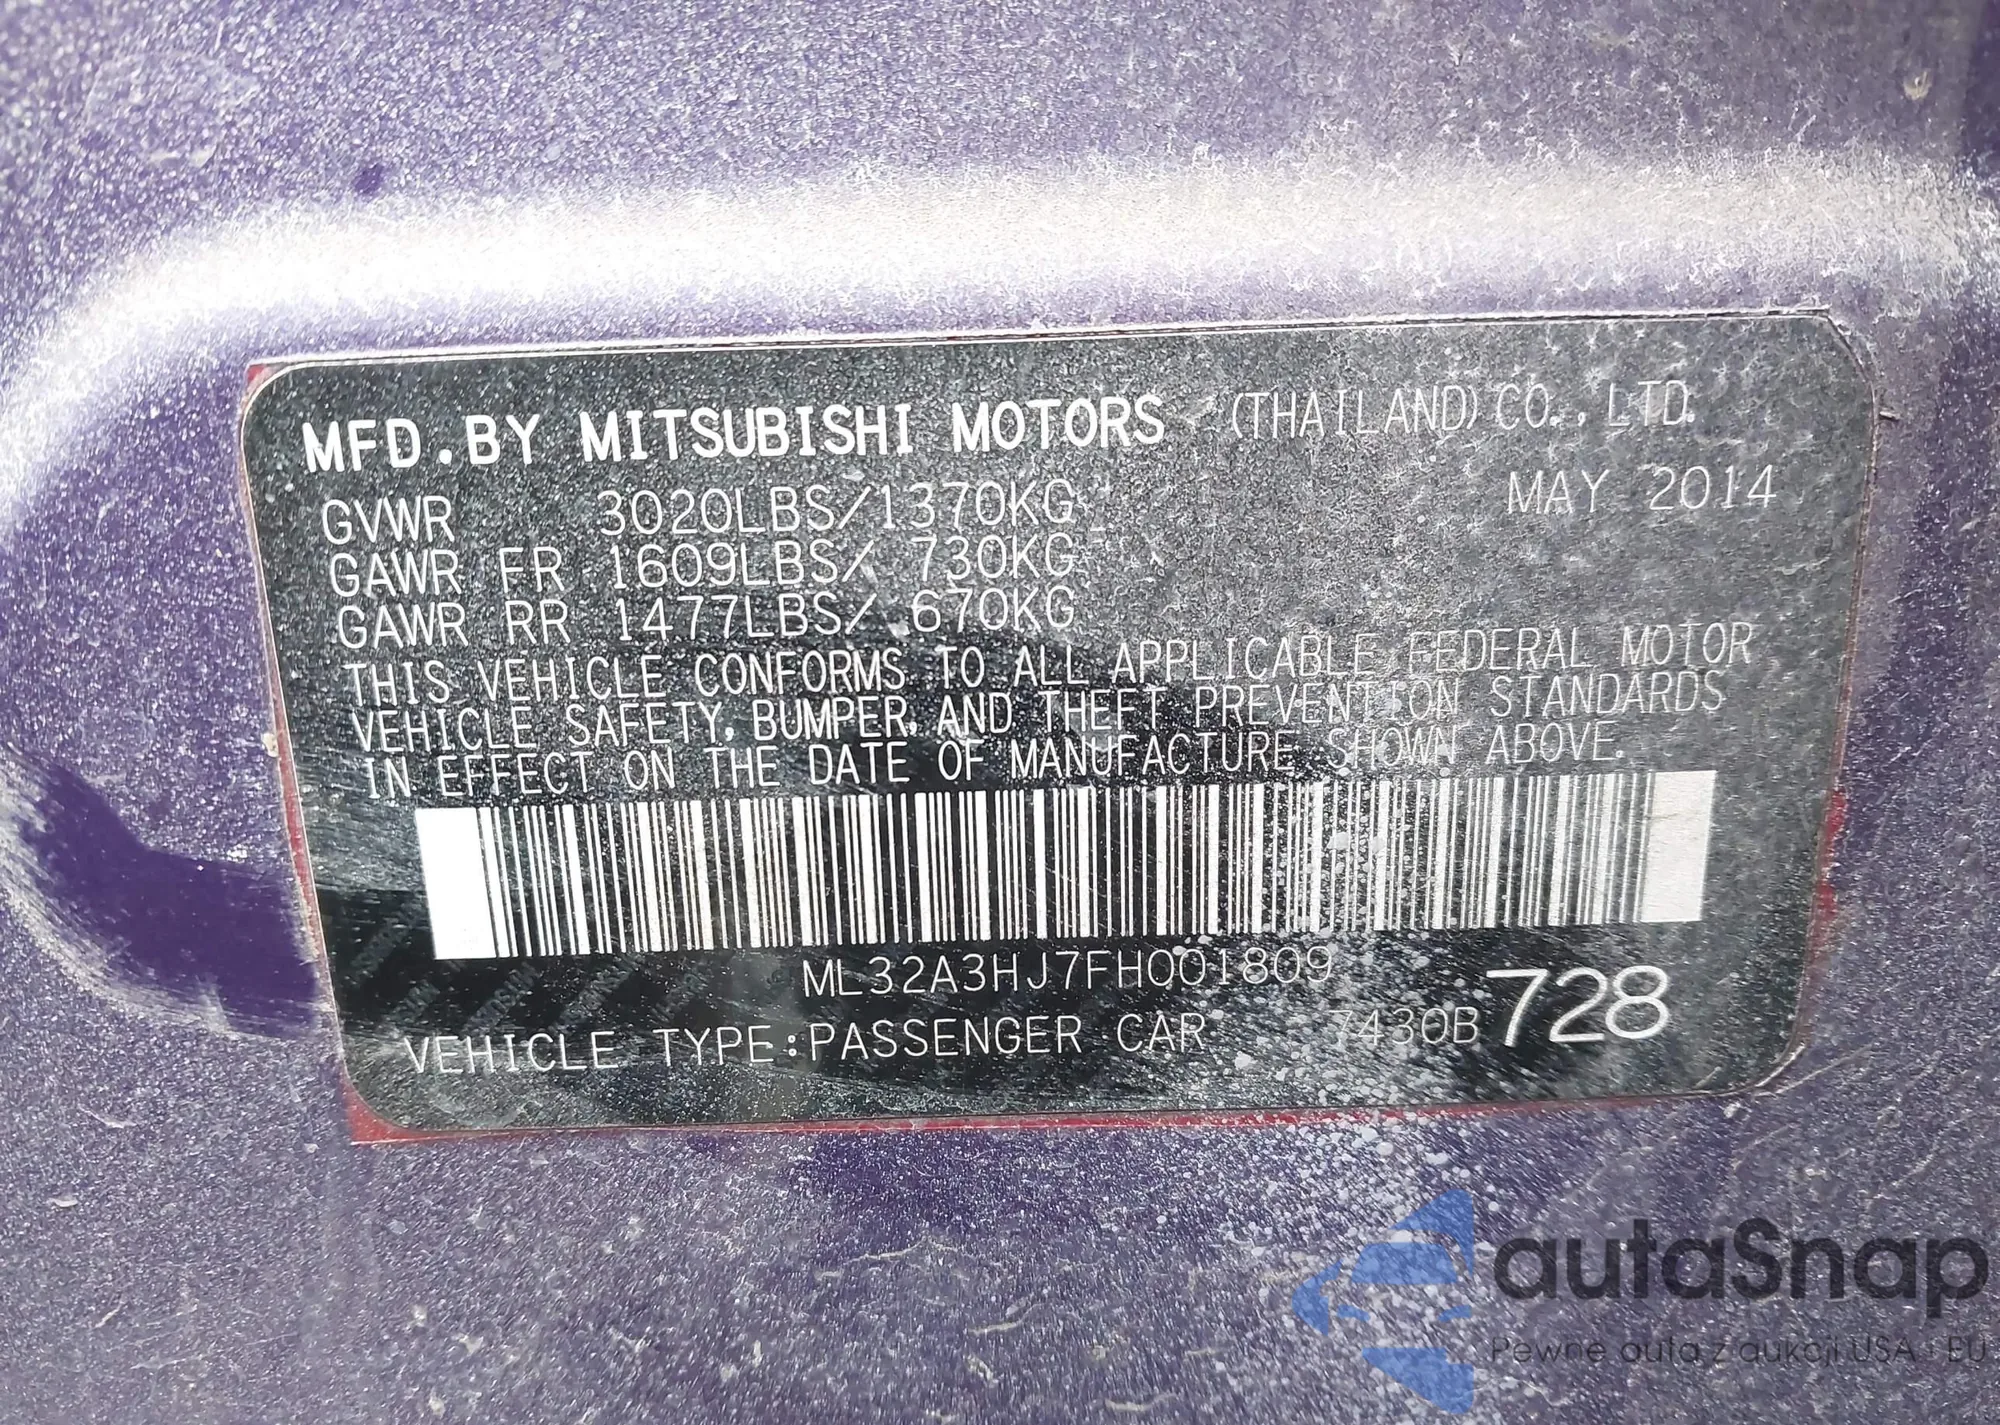 MFD.BY MITSUBISHI MOTORS (THAILAND) CO., LTD.
GVWR 3020LBS/1370KG MAY 2014
GAWR FR 1609LBS/ 730KG
GAWR RR 1477LBS/ 670KG
THIS VEHICLE CONFORMS TO ALL APPLICABLE FEDERAL MOTOR
VEHICLE SAFETY, BUMPER, AND THEFT PREVENTION STANDARDS
IN EFFECT ON THE DATE OF MANUFACTURE SHOWN ABOVE.
ML32A3HJ7FH001809
VEHICLE TYPE:PASSENGER CAR 7430B 728
autaSnap
Pewne auta z aukcji USA i EU